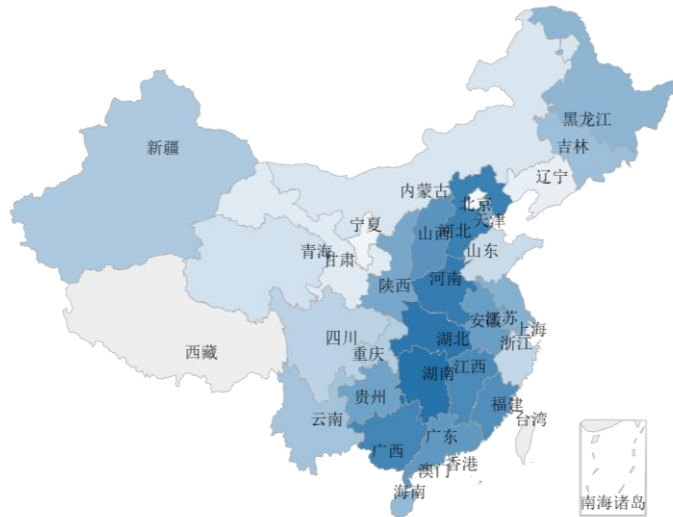 黑龙江
新疆
吉林
辽宁
内蒙古
北京
天津
宁夏
山西
河北
青海
甘肃
山东
陕西
河南
安徽
江苏
上海
四川
湖北
浙江
西藏
重庆
湖南
江西
贵州
福建
云南
台湾
广西
广东
澳门
香港
海南
南海诸岛